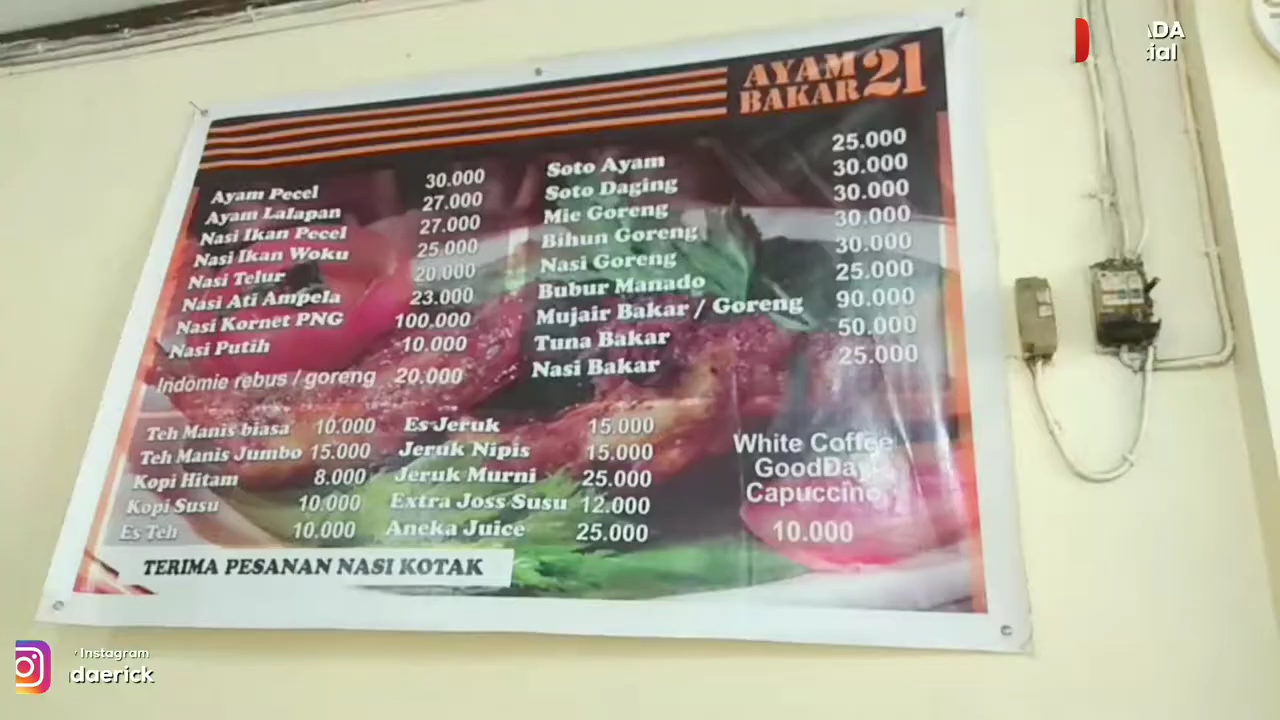 AYAM
BAKAR 21
Ayam Pecel 30.000
Ayam Lalapan 27.000
Nasi Ikan Pecel 27.000
Nasi Ikan Woku 25.000
Nasi Telur 20.000
Nasi Ati Ampela 23.000
Nasi Kornet PNG 100.000
Nasi Putih 10.000
Indomie rebus / goreng 20.000
Soto Ayam 25.000
Soto Daging 30.000
Mie Goreng 30.000
Bihun Goreng 30.000
Nasi Goreng 30.000
Bubur Manado 25.000
Mujair Bakar / Goreng 90.000
Tuna Bakar 50.000
Nasi Bakar 25.000
Teh Manis biasa 10.000
Teh Manis Jumbo 15.000
Kopi Hitam 8.000
Kopi Susu 10.000
Es Teh 10.000
Es Jeruk 15.000
Jeruk Nipis 15.000
Jeruk Murni 25.000
Extra Joss Susu 12.000
Aneka Juice 25.000
White Coffee
GoodDay
Capuccino
10.000
TERIMA PESANAN NASI KOTAK
Instagram
daerick